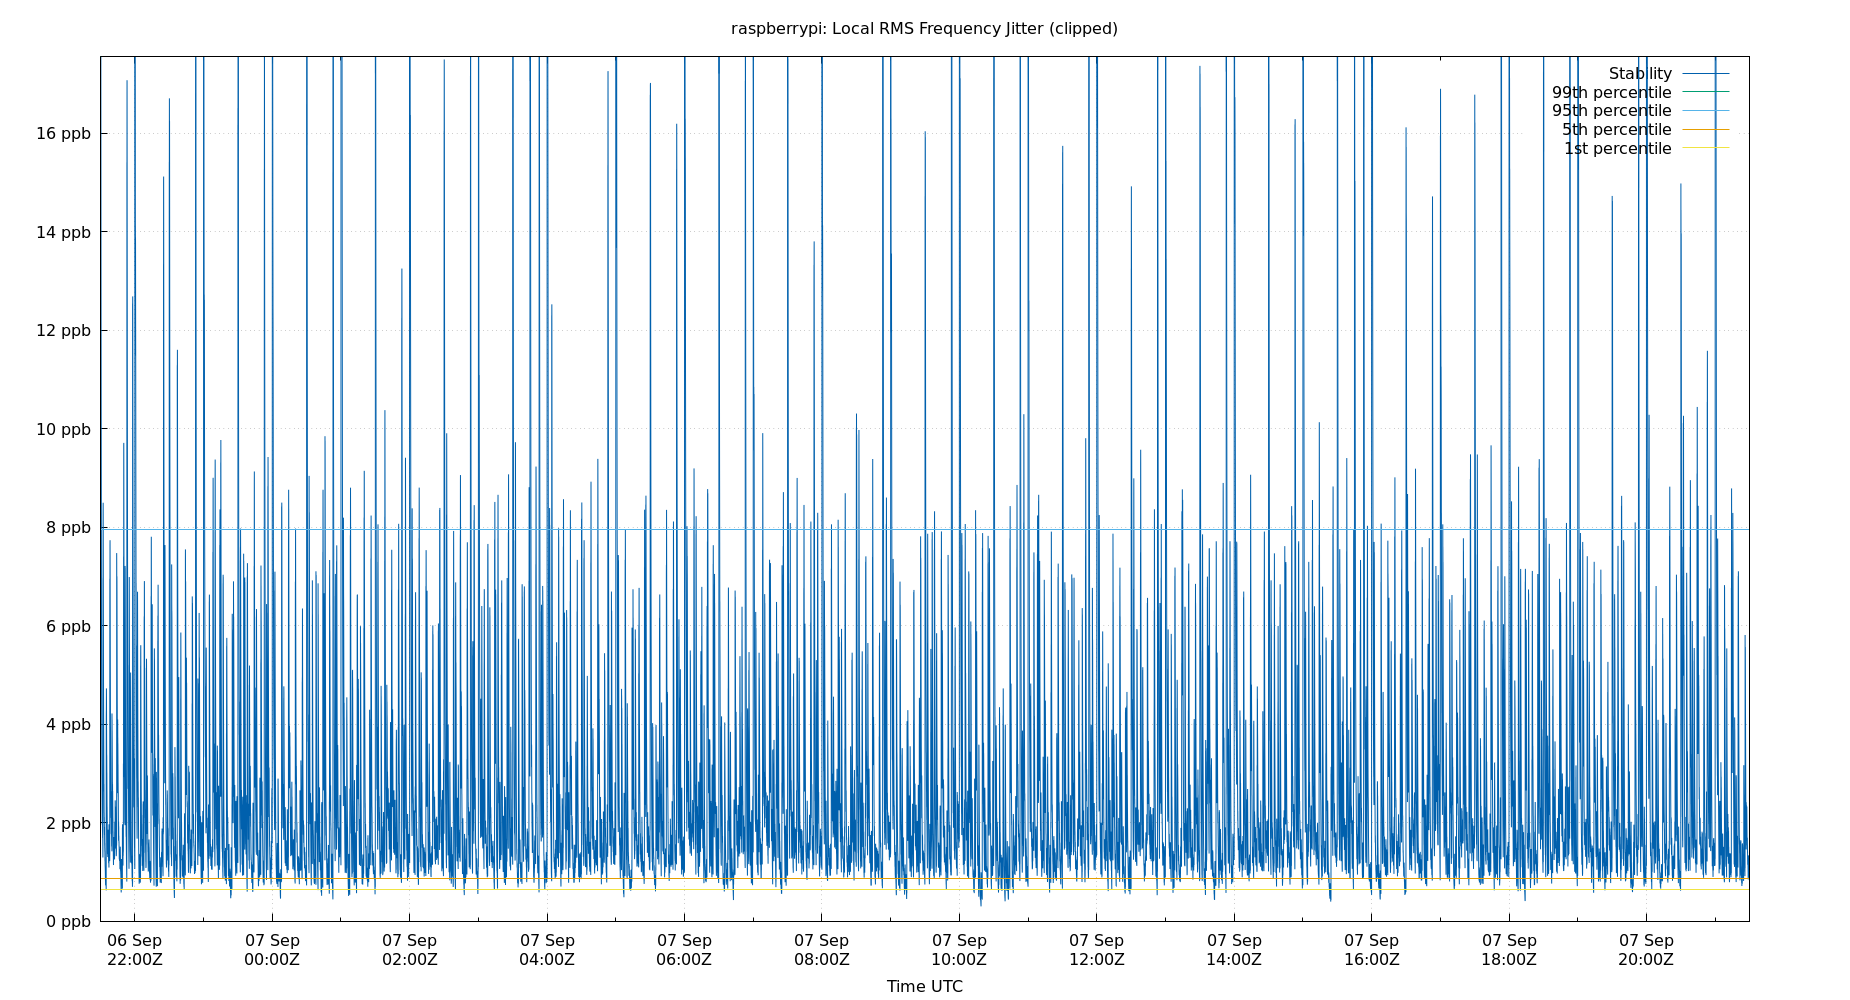 raspberrypi: Local RMS Frequency Jitter (clipped)
Stability
99th percentile
95th percentile
5th percentile
1st percentile
16 ppb
14 ppb
12 ppb
10 ppb
8 ppb
6 ppb
4 ppb
2 ppb
0 ppb
06 Sep 07 Sep 07 Sep 07 Sep 07 Sep 07 Sep 07 Sep 07 Sep 07 Sep 07 Sep 07 Sep 07 Sep
22:00Z 00:00Z 02:00Z 04:00Z 06:00Z 08:00Z 10:00Z 12:00Z 14:00Z 16:00Z 18:00Z 20:00Z
Time UTC